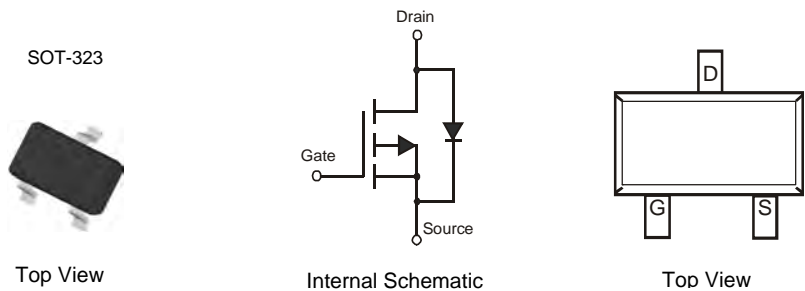 SOT-323
Top View
Drain
Gate
Source
Internal Schematic
D
G S
Top View